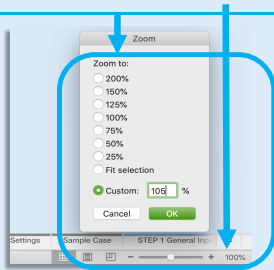 Zoom
Zoom to:
200%
150%
125%
100%
75%
50%
25%
Fit selection
Custom: 105 %
Cancel OK
Settings Sample Case STEP 1 General
100%